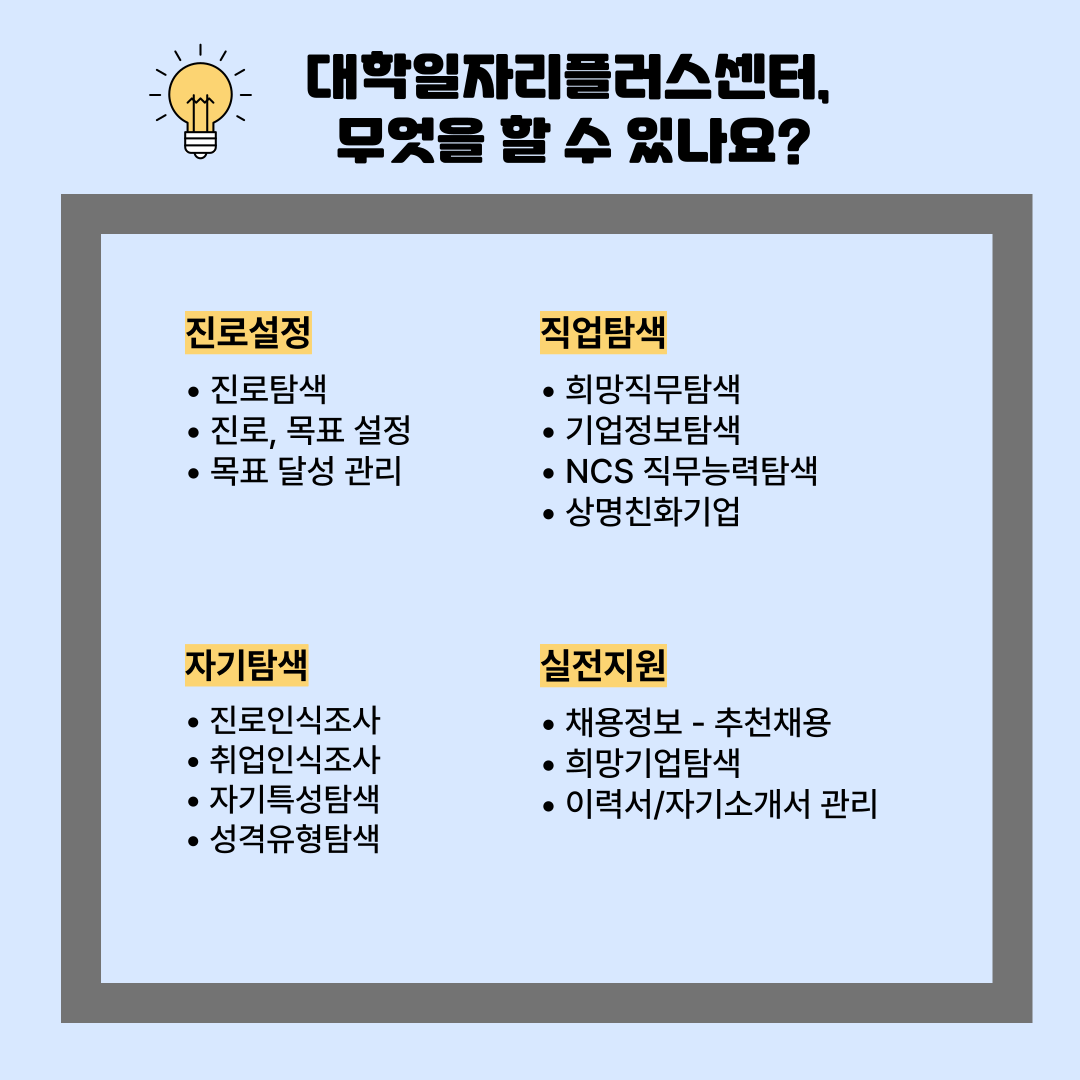 대학일자리플러스센터,
무엇을 할 수 있나요?
진로설정
• 진로탐색
• 진로, 목표 설정
• 목표 달성 관리
직업탐색
• 희망직무탐색
• 기업정보탐색
• NCS 직무능력탐색
• 상명친화기업
자기탐색
• 진로인식조사
• 취업인식조사
• 자기특성탐색
• 성격유형탐색
실전지원
• 채용정보 - 추천채용
• 희망기업탐색
• 이력서/자기소개서 관리